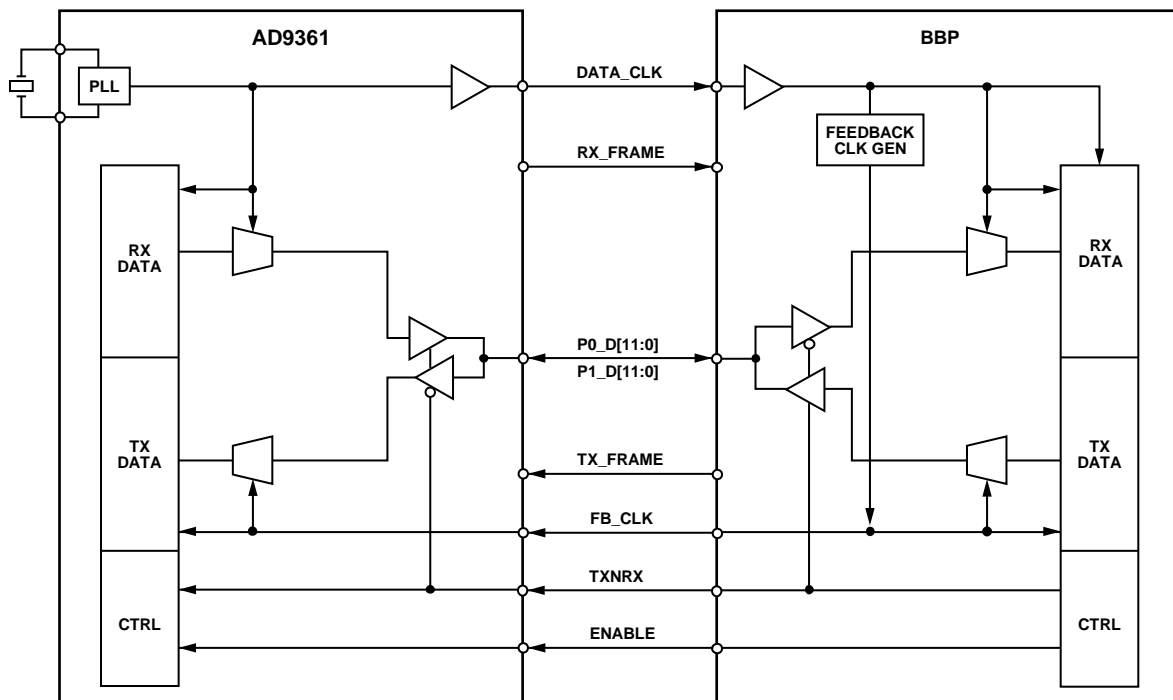 AD9361
BBP
PLL
DATA_CLK
FEEDBACK
CLK GEN
RX_FRAME
RX
DATA
RX
DATA
P0_D[11:0]
P1_D[11:0]
TX
DATA
TX
DATA
TX_FRAME
FB_CLK
TXNRX
CTRL
CTRL
ENABLE